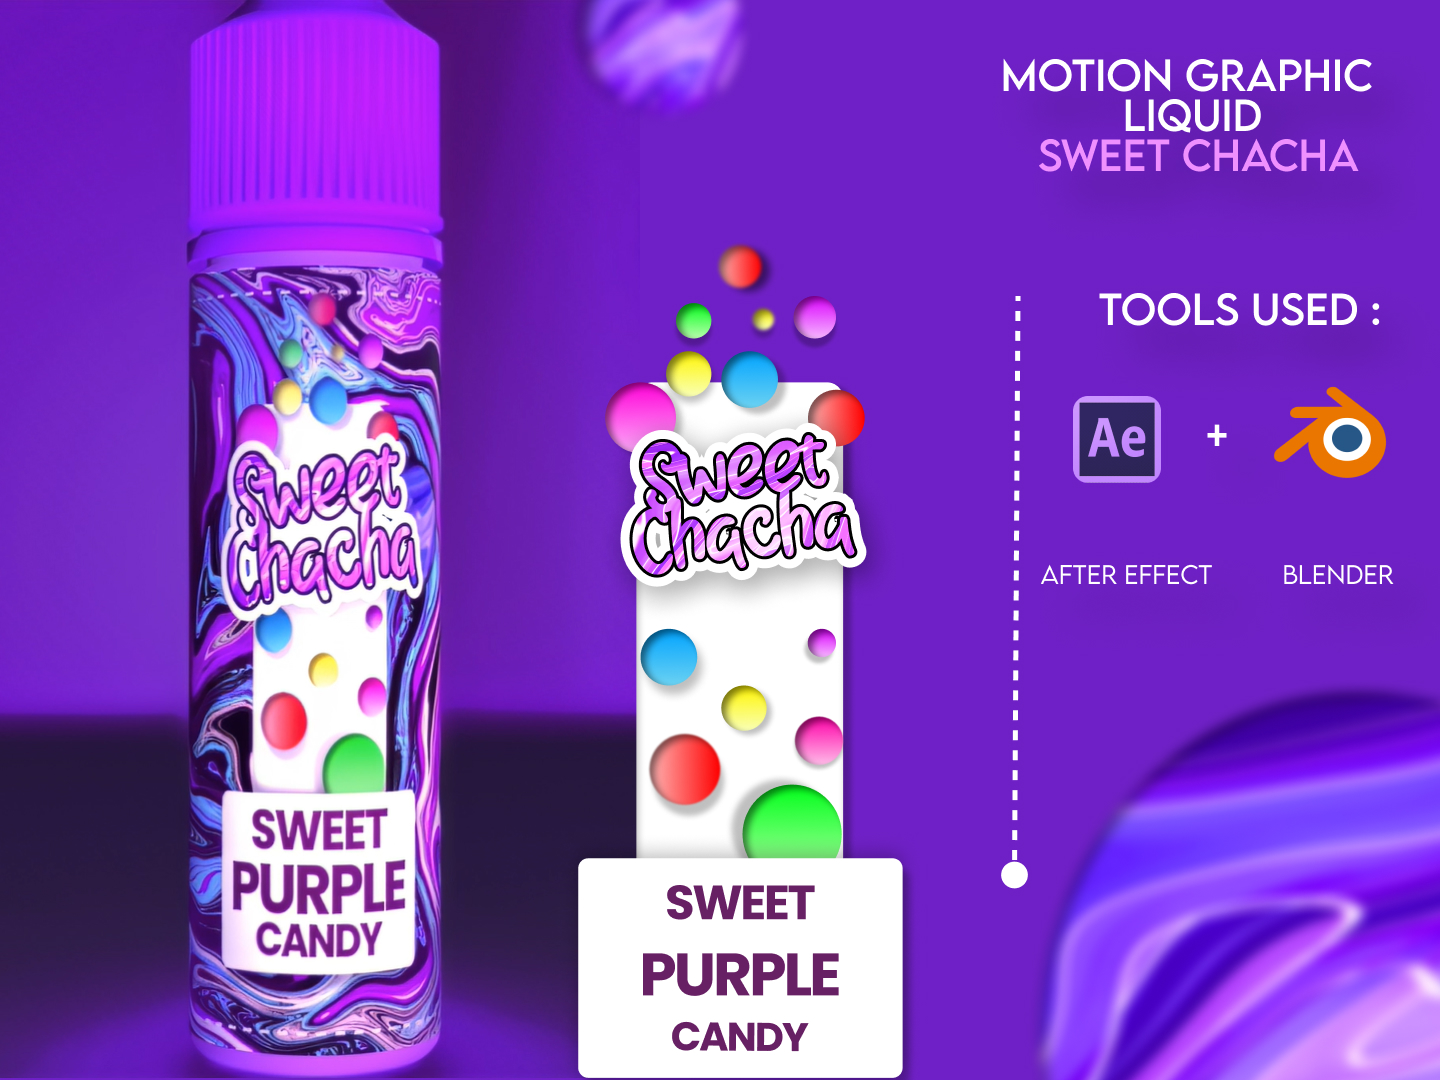 MOTION GRAPHIC
LIQUID
SWEET CHACHA
TOOLS USED :
Ae
+
AFTER EFFECT
BLENDER
Sweet
Chacha
SWEET
PURPLE
CANDY
Sweet
Chacha
SWEET
PURPLE
CANDY